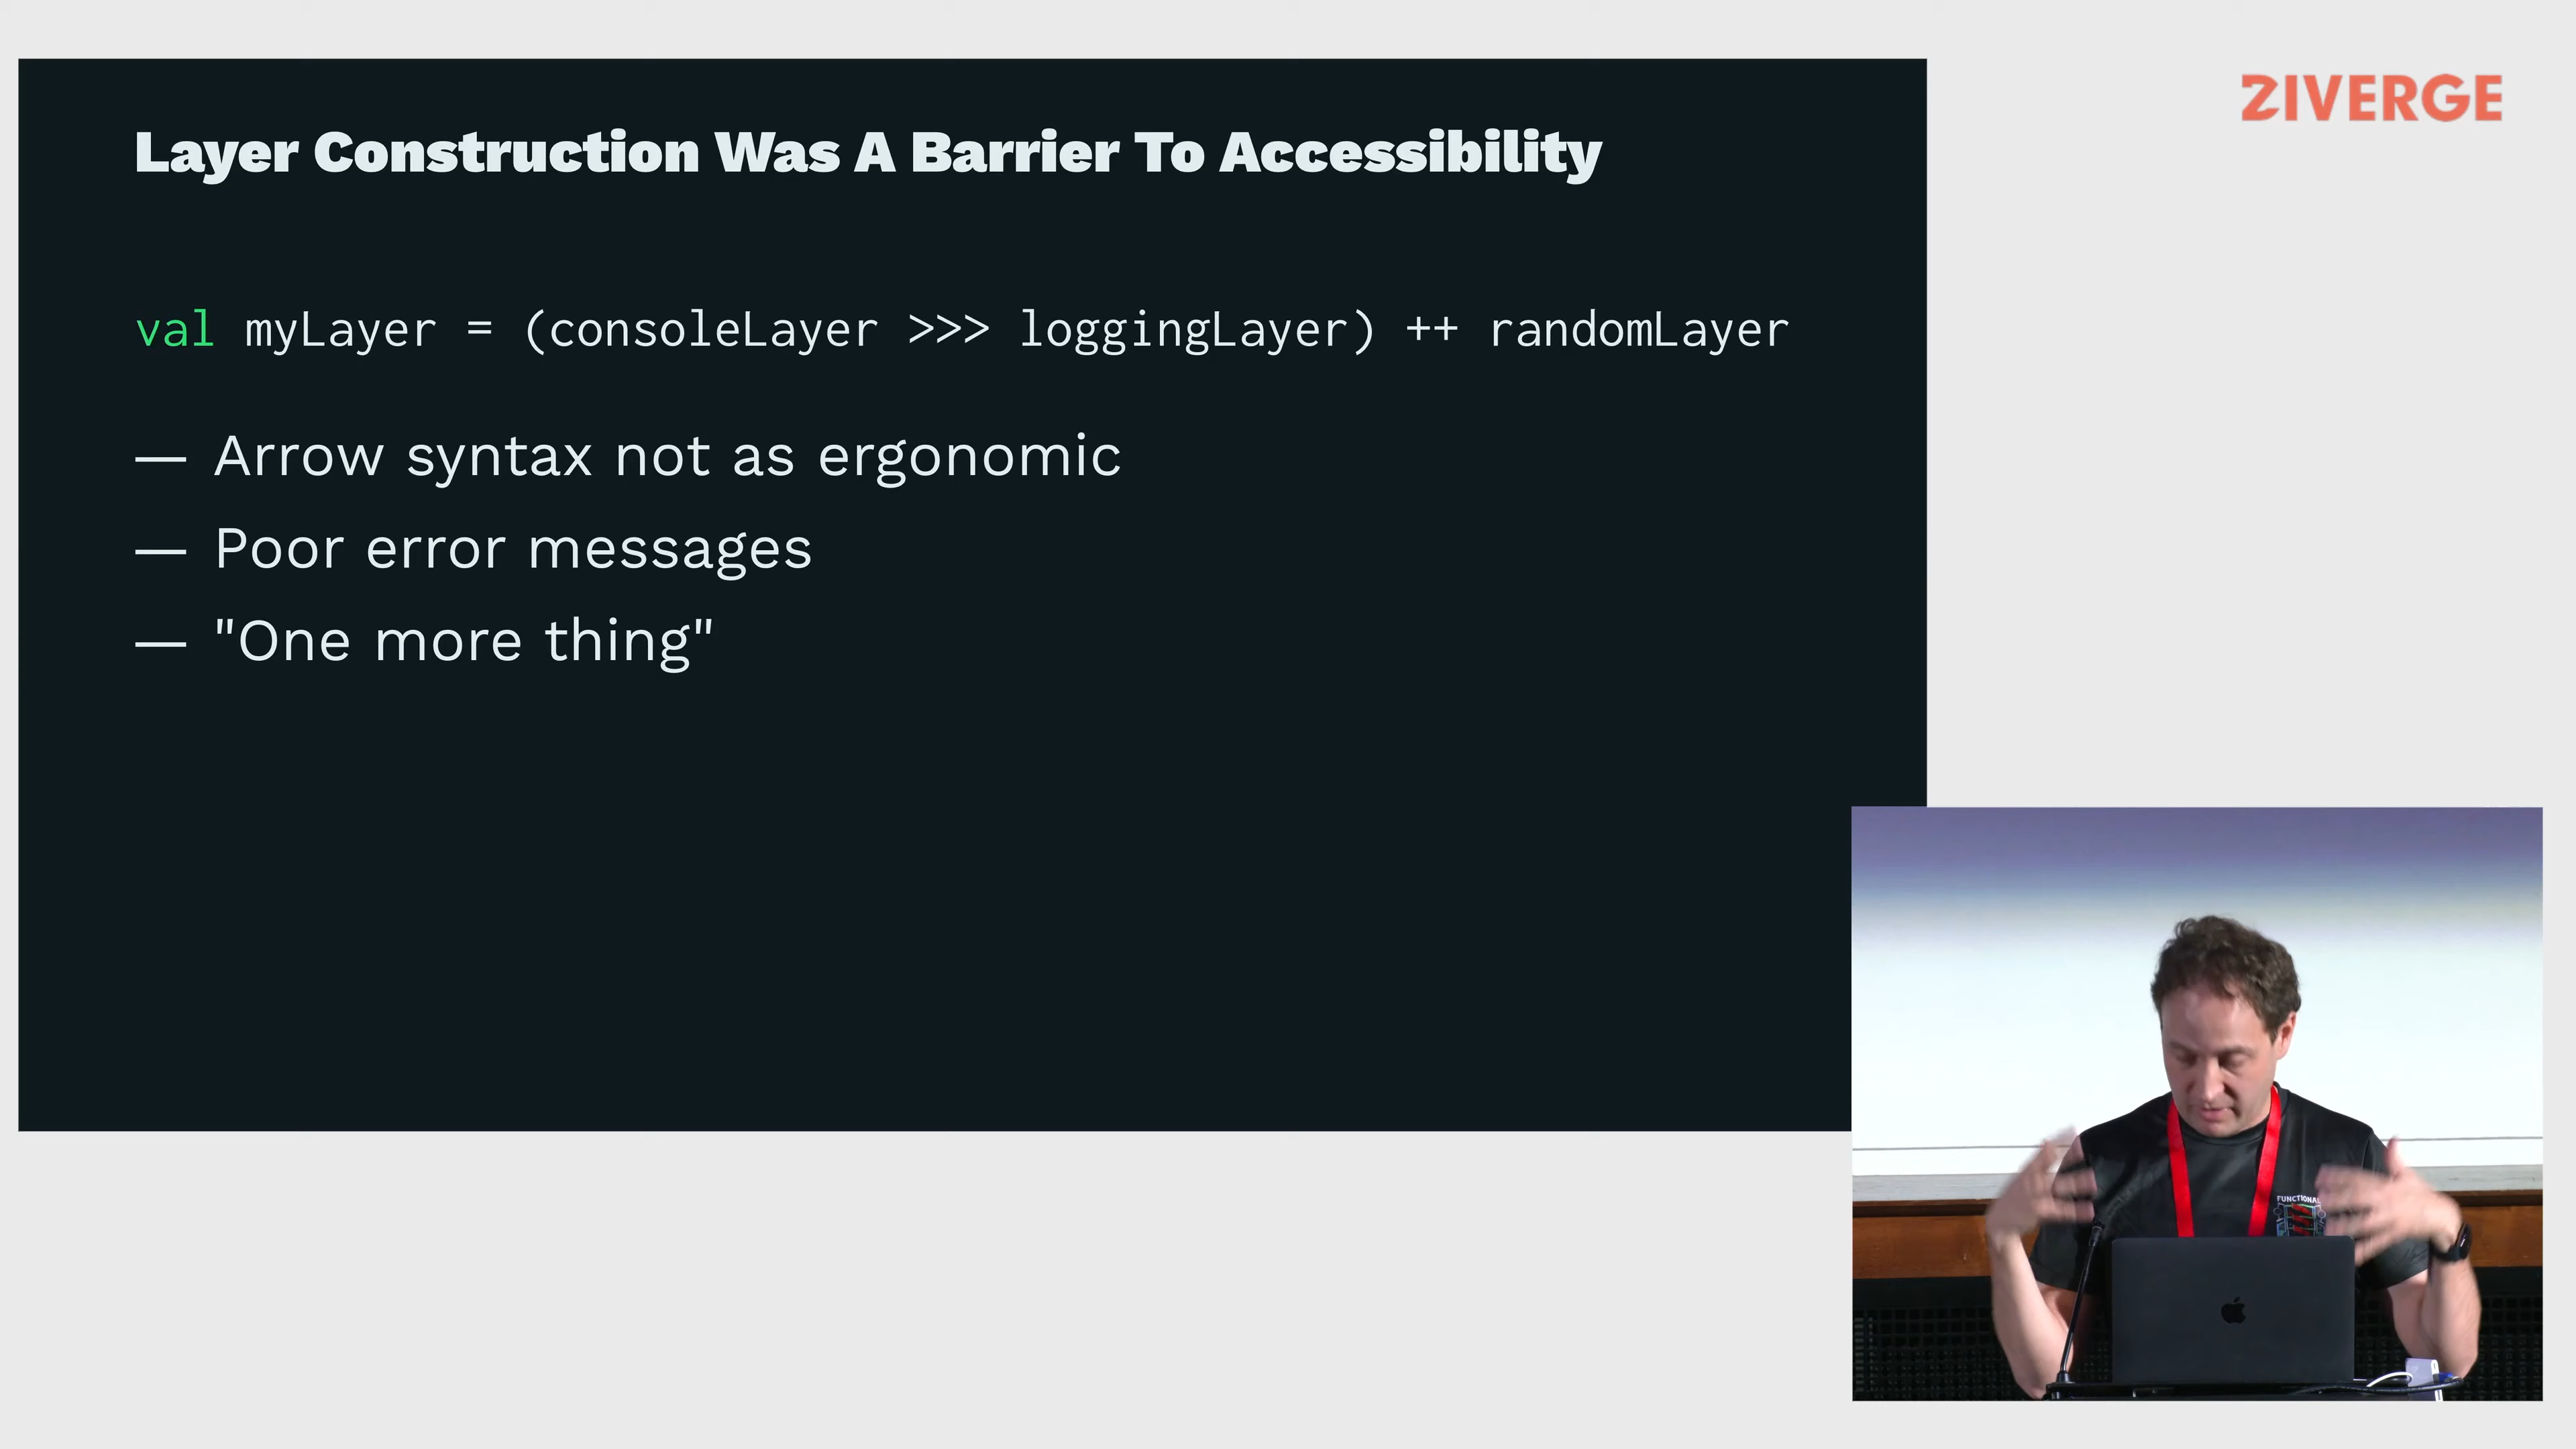 ZIVERGE
Layer Construction Was A Barrier To Accessibility
val myLayer = (consoleLayer >>> loggingLayer) ++ randomLayer
— Arrow syntax not as ergonomic
— Poor error messages
— "One more thing"
FUNCTIONAL